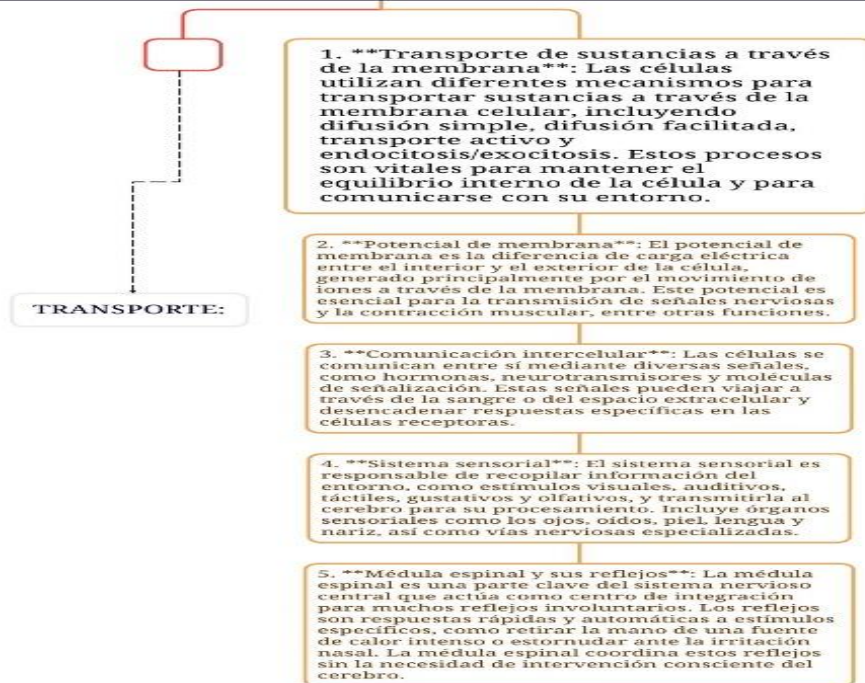 1. **Transporte de sustancias a través
de la membrana**: Las células
utilizan diferentes mecanismos para
transportar sustancias a través de la
membrana celular, incluyendo
difusión simple, difusión facilitada,
transporte activo y
endocitosis/exocitosis. Estos procesos
son vitales para mantener el
equilibrio interno de la célula y para
comunicarse con su entorno.
2. **Potencial de membrana**: El potencial de
membrana es la diferencia de carga eléctrica
entre el interior y el exterior de la célula,
generado principalmente por el movimiento de
iones a través de la membrana. Este potencial es
esencial para la transmisión de señales nerviosas
y la contracción muscular, entre otras funciones.
TRANSPORTE:
3. **Comunicación intercelular**: Las células se
comunican entre sí mediante diversas señales,
como hormonas, neurotransmisores y moléculas
de señalización. Estas señales pueden viajar a
través de la sangre o del espacio extracelular y
desencadenar respuestas específicas en las
células receptoras.
4. **Sistema sensorial**: El sistema sensorial es
responsable de recopilar información del
entorno, como estímulos visuales, auditivos,
táctiles, gustativos y olfativos, y transmitirla al
cerebro para su procesamiento. Incluye órganos
sensoriales como los ojos, oídos, piel, lengua y
nariz, así como vías nerviosas especializadas.
5. **Médula espinal y sus reflejos**: La médula
espinal es una parte clave del sistema nervioso
central que actúa como centro de integración
para muchos reflejos involuntarios. Los reflejos
son respuestas rápidas y automáticas a estímulos
específicos, como retirar la mano de una fuente
de calor intenso o estornudar ante la irritación
nasal. La médula espinal coordina estos reflejos
sin la necesidad de intervención consciente del
cerebro.